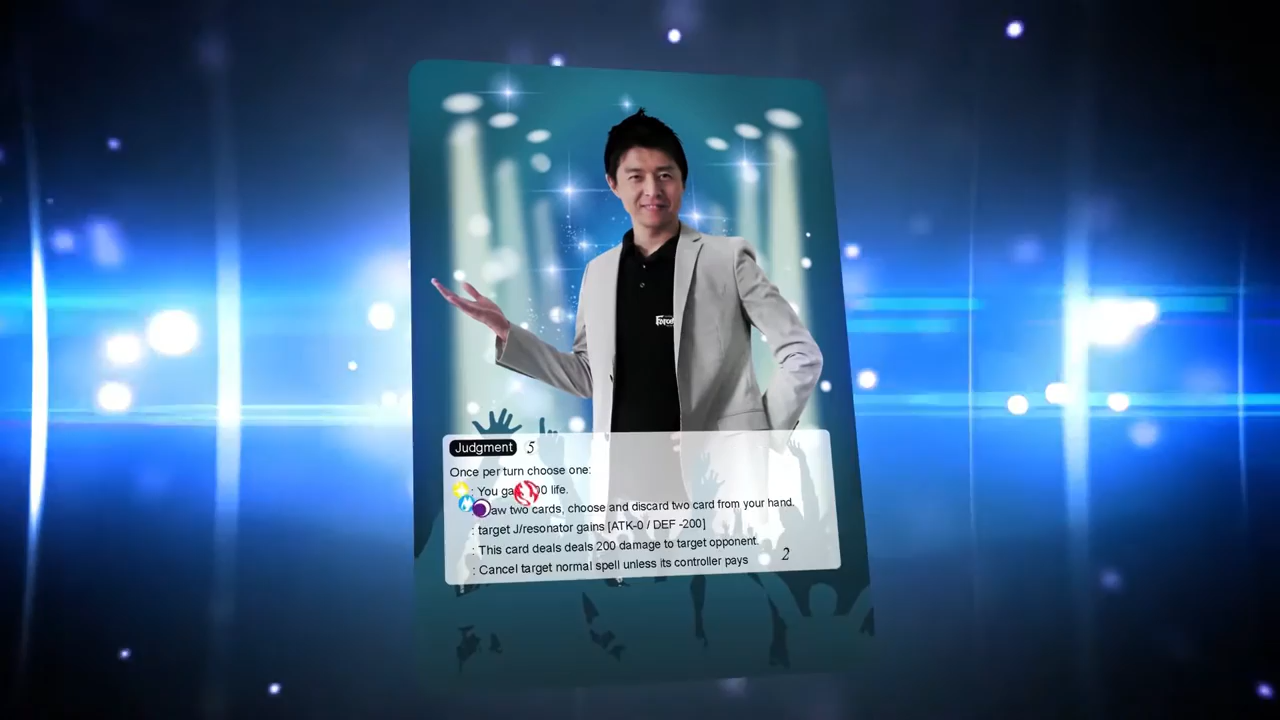 Judgment 5
Once per turn choose one:
: You ga 00 life.
aw two cards, choose and discard two card from your hand.
: target J/resonator gains [ATK-0 / DEF -200]
: This card deals deals 200 damage to target opponent.
: Cancel target normal spell unless its controller pays 2